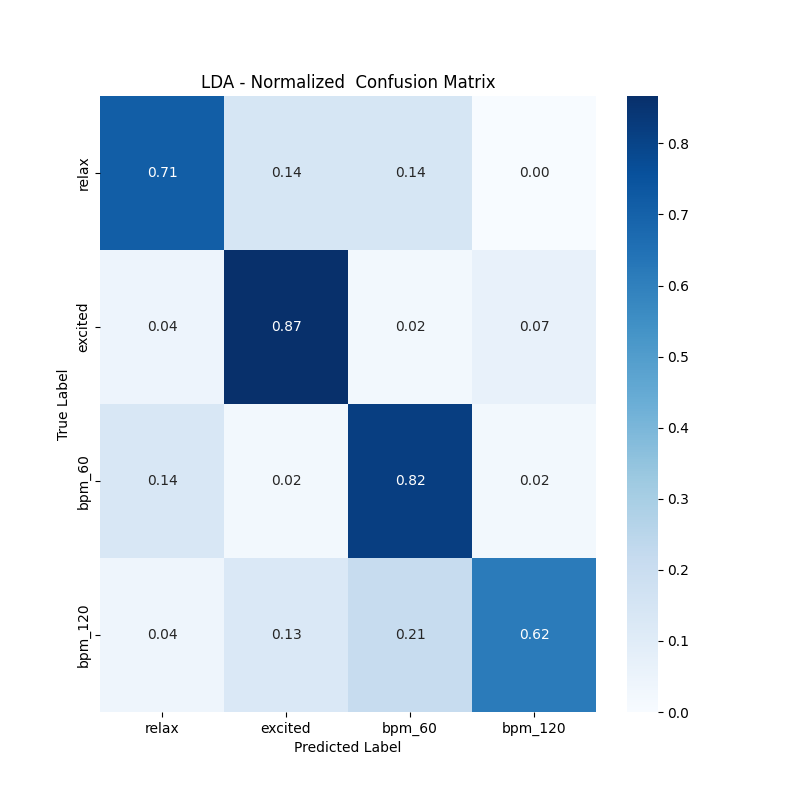 LDA - Normalized  Confusion Matrix
True Label
relax
0.71 0.14 0.14 0.00
excited
0.04 0.87 0.02 0.07
bpm_60
0.14 0.02 0.82 0.02
bpm_120
0.04 0.13 0.21 0.62
relax excited bpm_60 bpm_120
Predicted Label
0.8
0.7
0.6
0.5
0.4
0.3
0.2
0.1
0.0